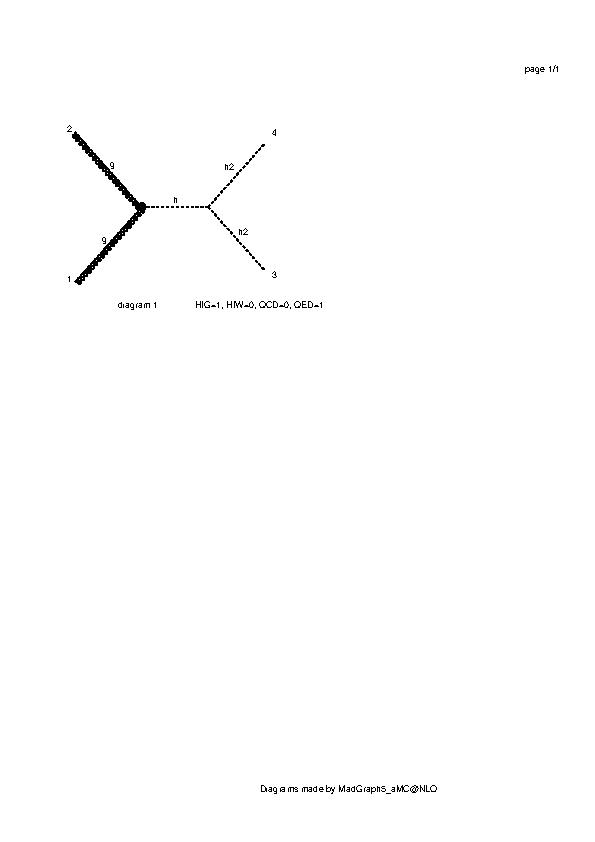 page 1/1
2
4
g
h2
h
g
h2
1
3
diagram 1 HIG=1, HIW=0, QCD=0, QED=1
Diagrams made by MadGraph5_aMC@NLO